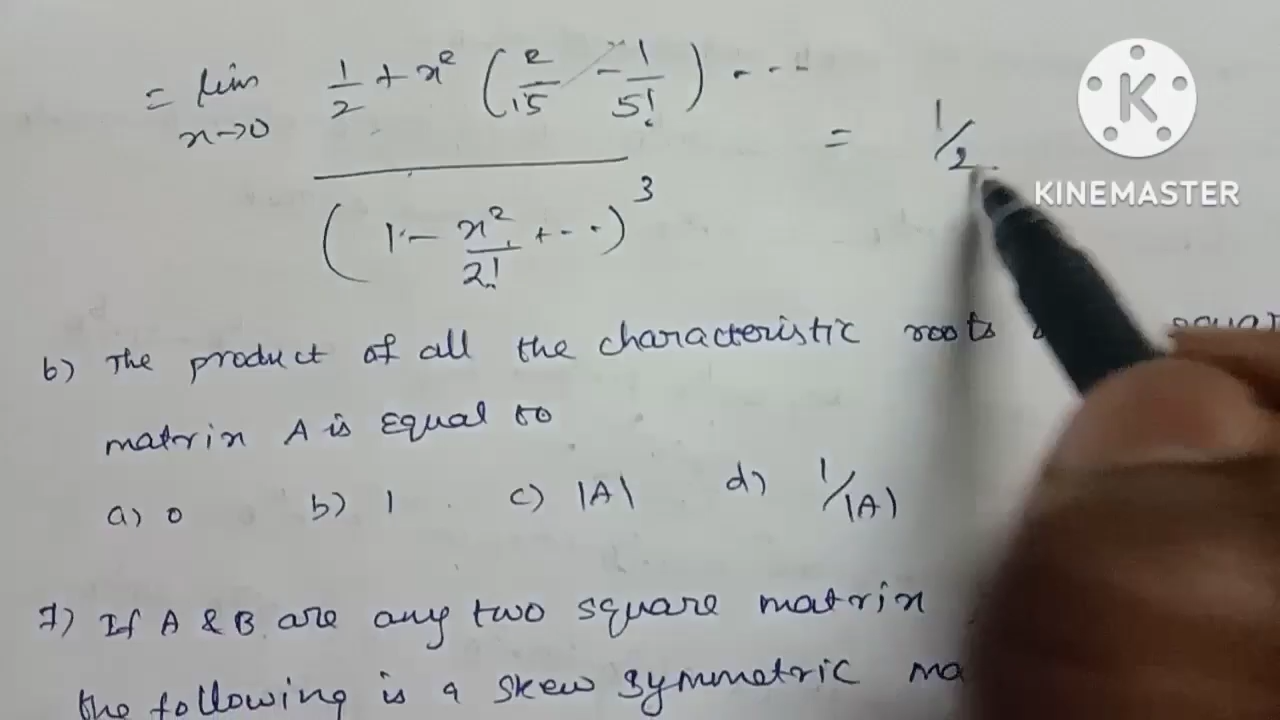 = lim x→0 1/2 + x² (2/15 - 1/5!) ... / (1 - x²/2! + ...)³ = 1/2
KINEMASTER
6) The product of all the characteristic roots
matrix A is equal to
a) 0 b) 1 c) |A| d) 1/|A|
7) If A & B are any two square matrix
the following is a skew symmetric